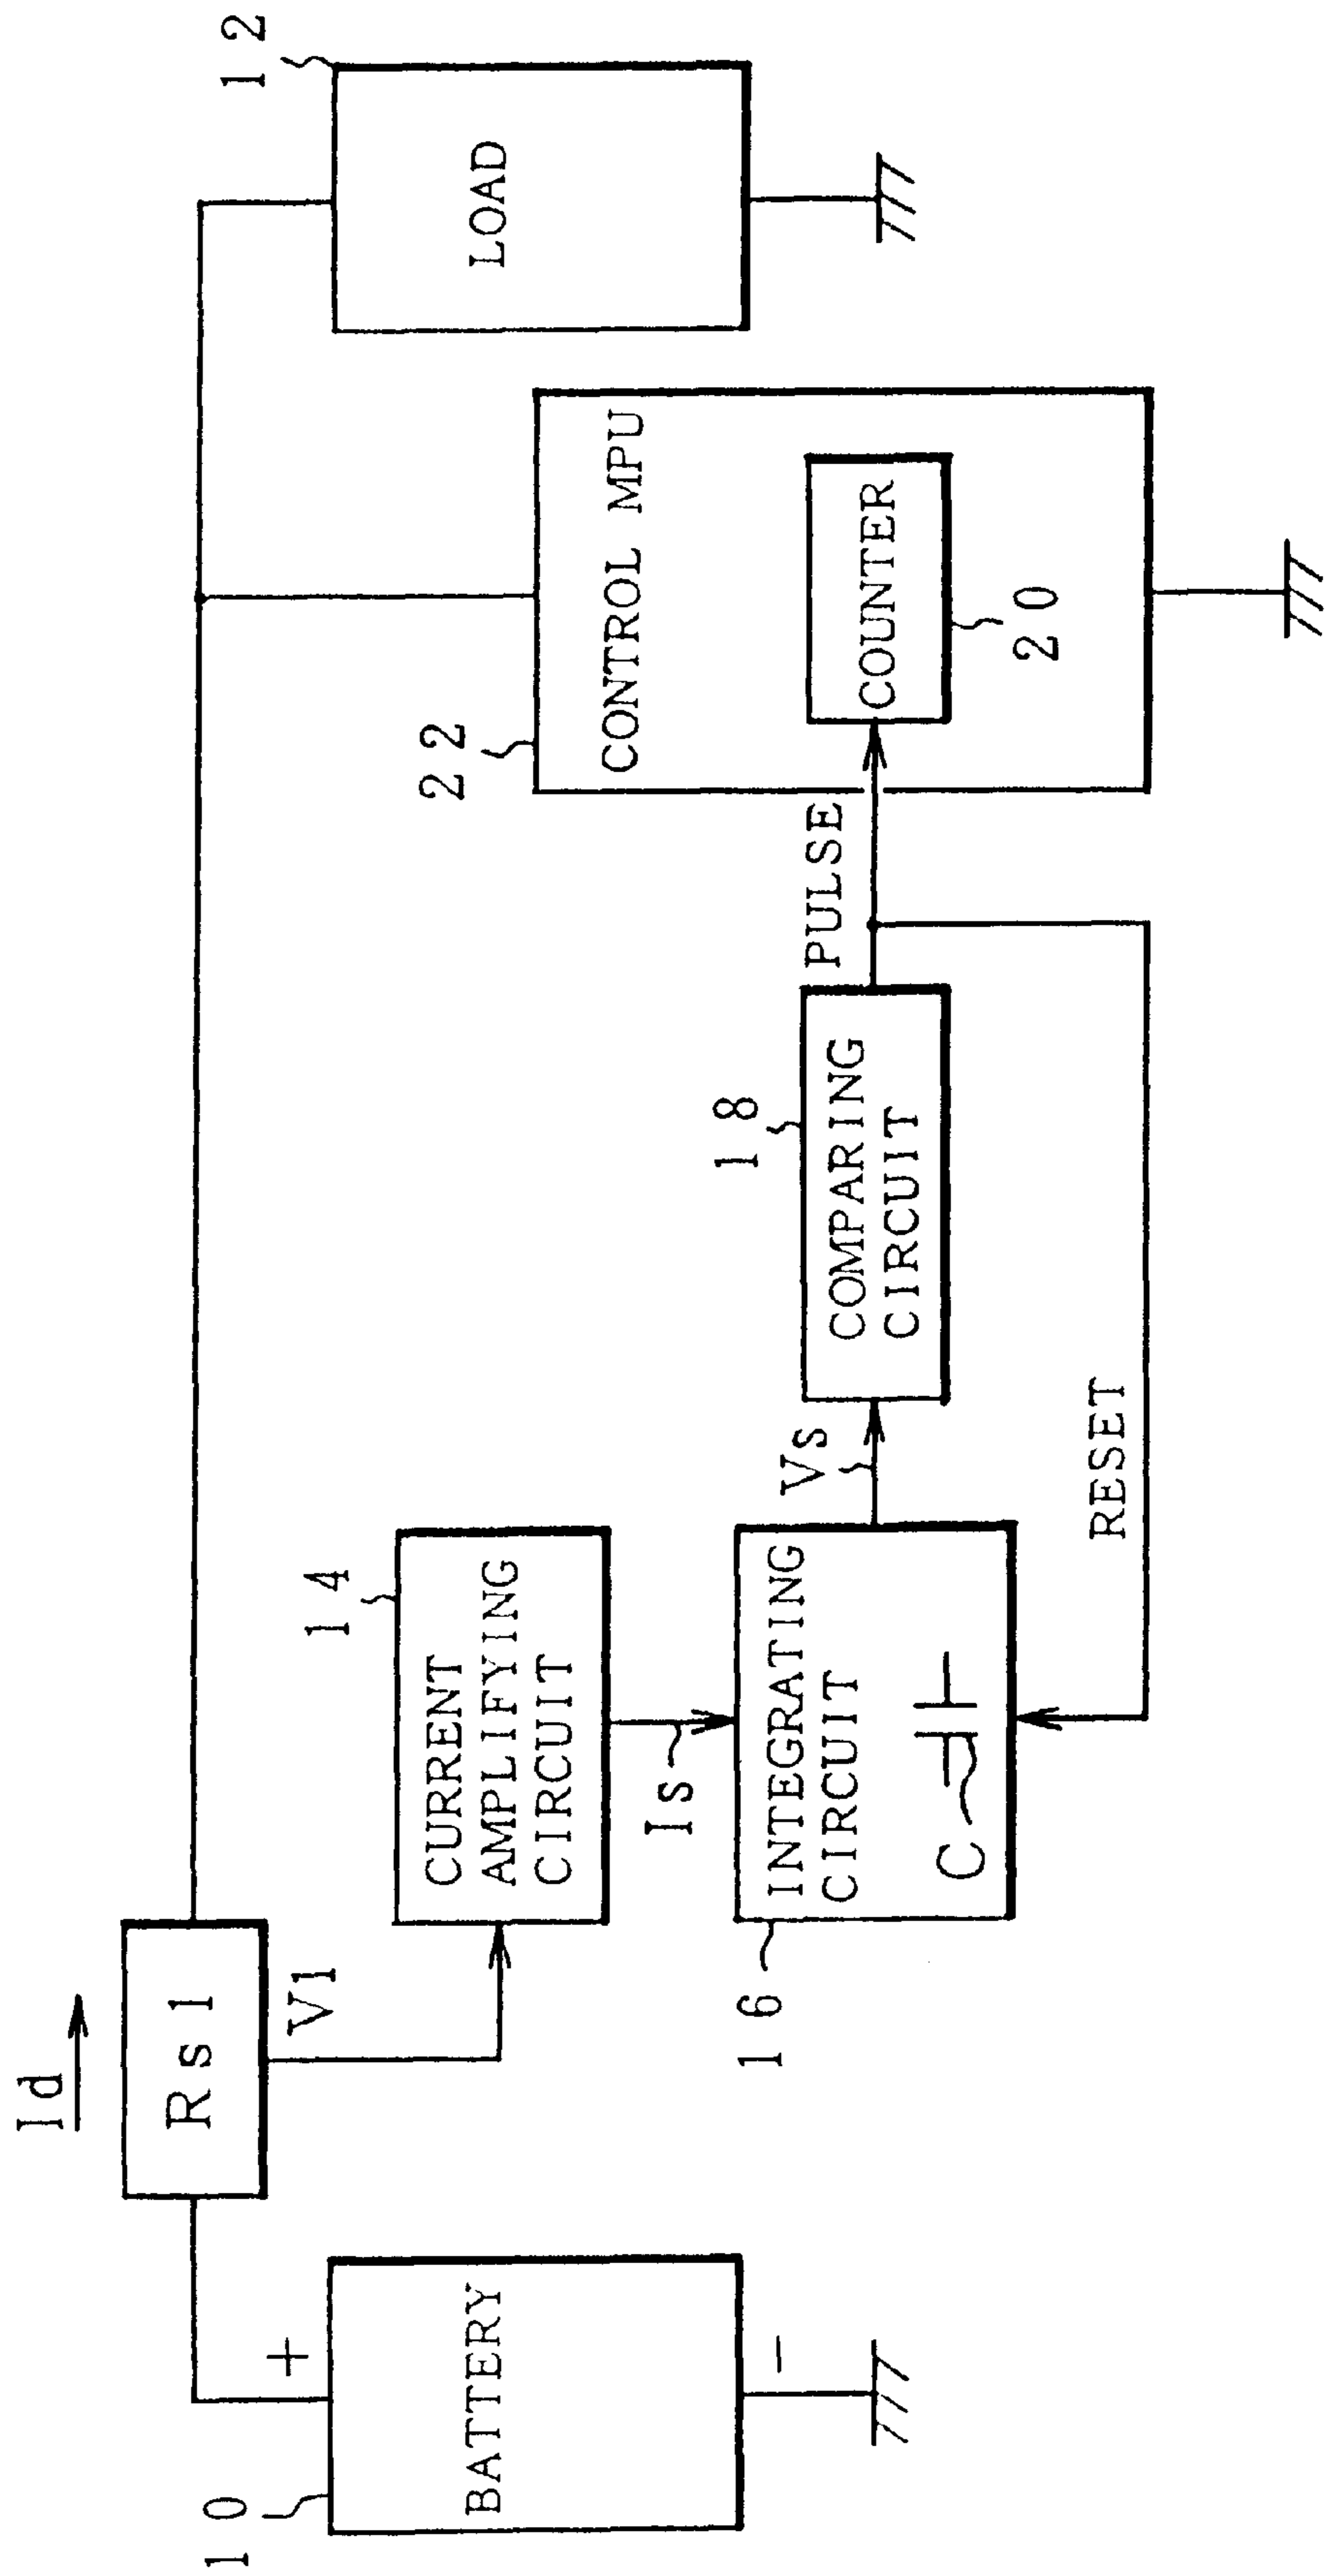 Id
Rs1
V1
10
+
BATTERY
-
14
CURRENT
AMPLIFYING
CIRCUIT
Is
16
INTEGRATING
CIRCUIT
C
Vs
18
COMPARING
CIRCUIT
PULSE
RESET
22
CONTROL MPU
COUNTER
20
12
LOAD